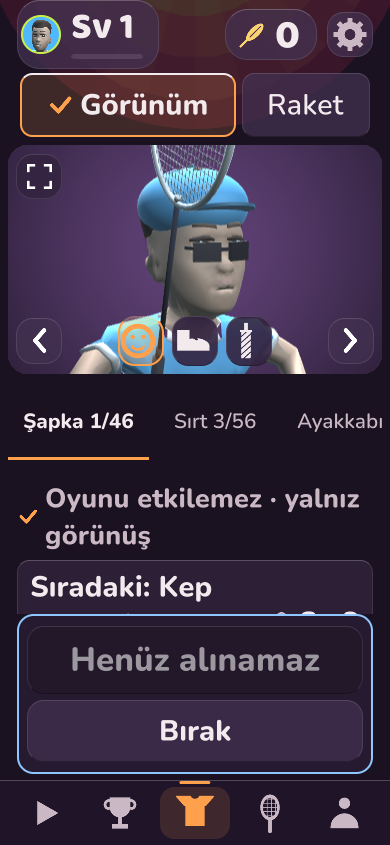 Sv 1
0
Görünüm
Raket
Şapka 1/46
Sırt 3/56
Ayakkabı
Oyunu etkilemez · yalnız
görünüş
Sıradaki: Kep
Henüz alınamaz
Bırak